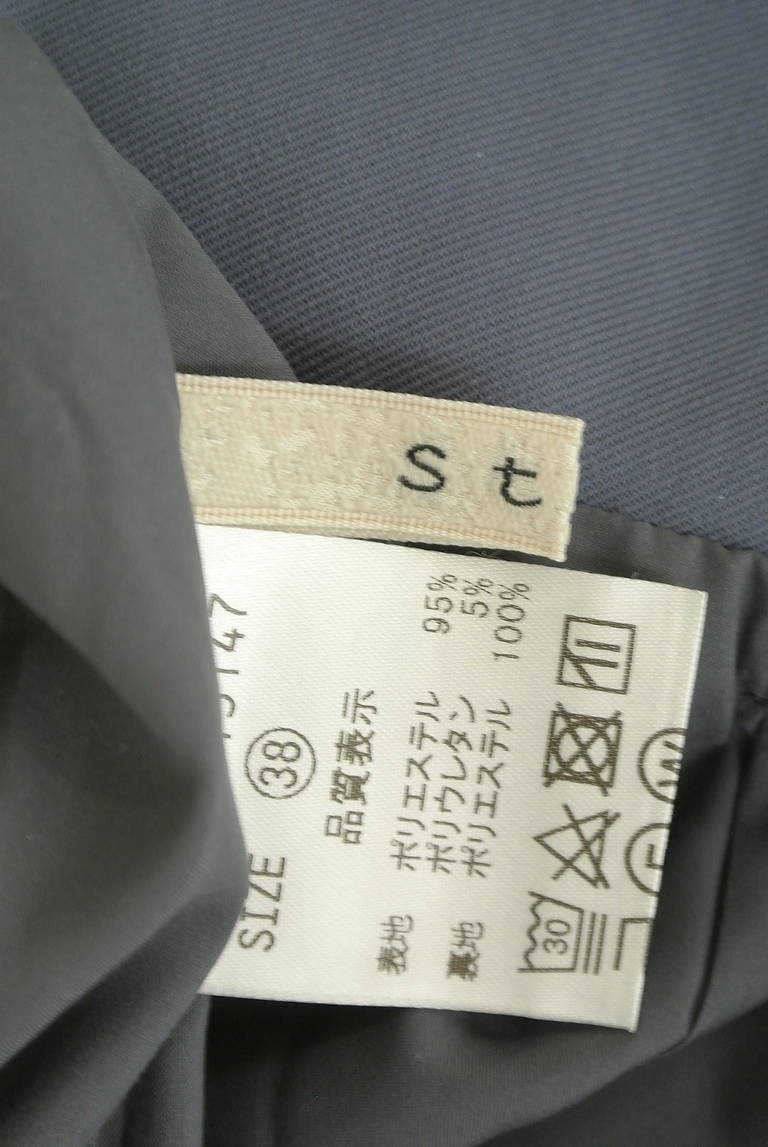 St
147
SIZE 38
品質表示
表地 ポリエステル 95%
ポリウレタン 5%
裏地 ポリエステル 100%
30
W